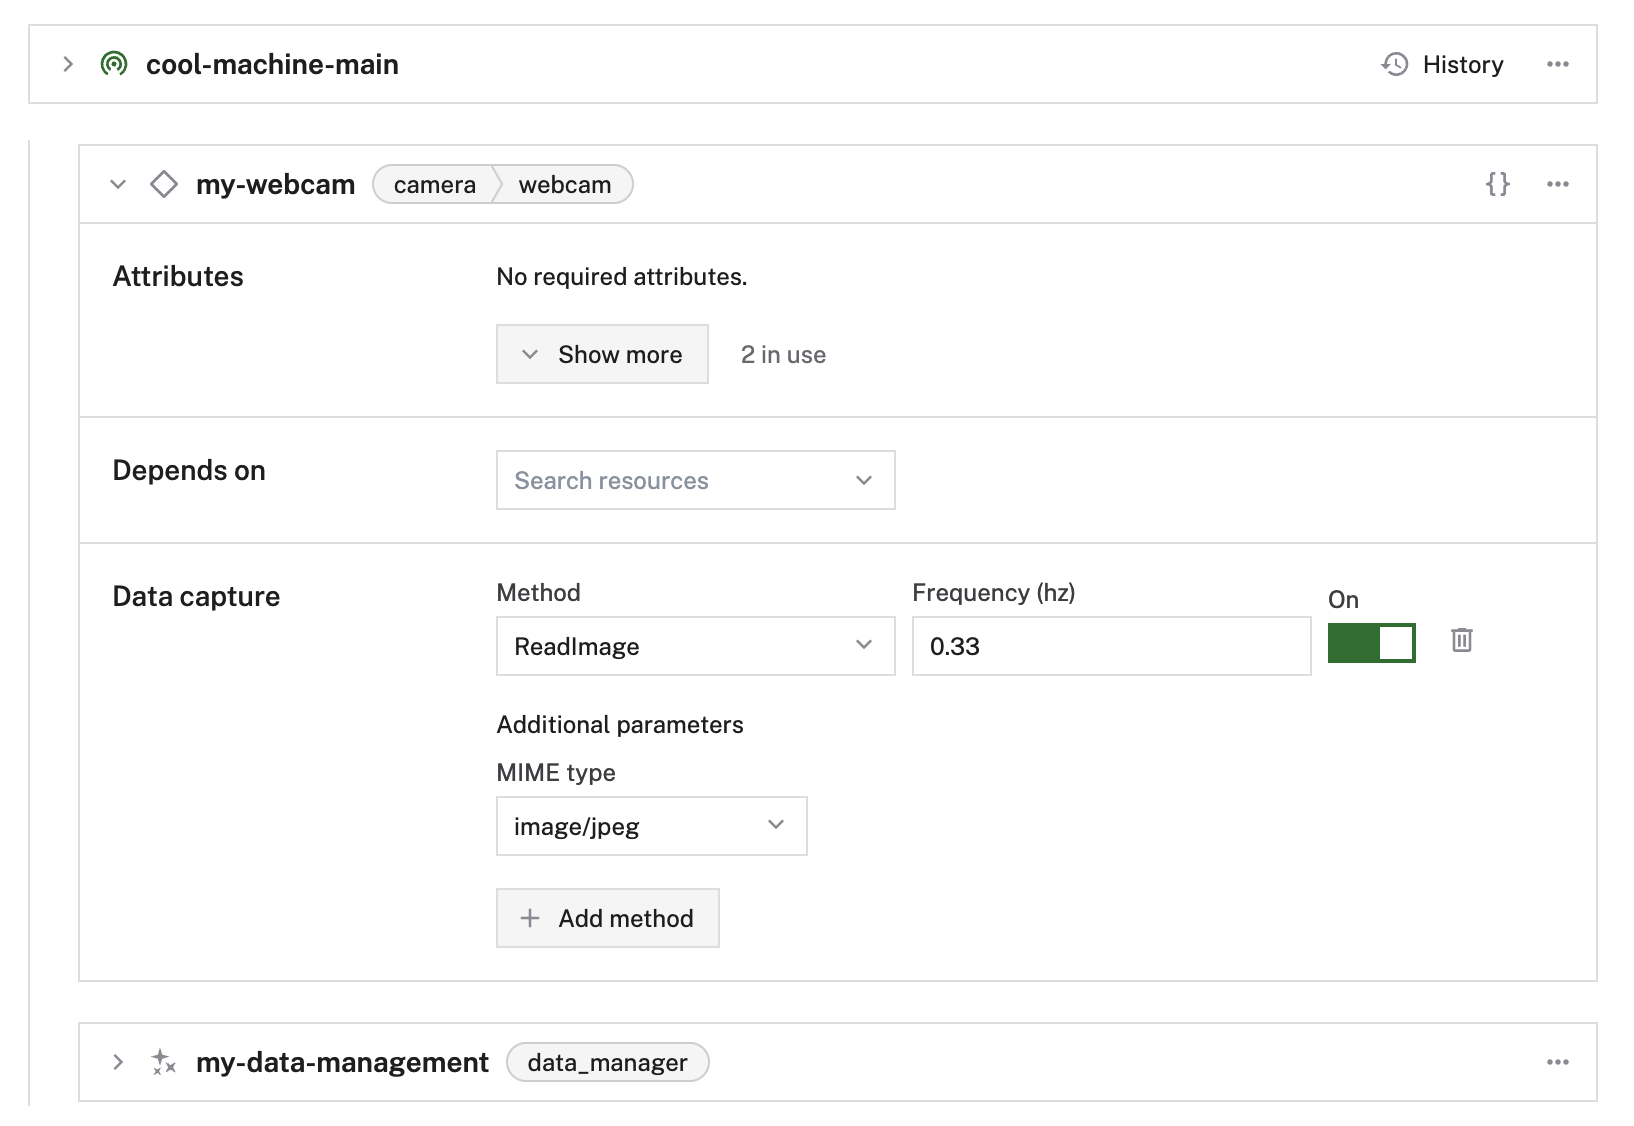 cool-machine-main
History
my-webcam
camera
webcam
{}
Attributes
No required attributes.
Show more
2 in use
Depends on
Search resources
Data capture
Method
Frequency (hz)
On
ReadImage
0.33
Additional parameters
MIME type
image/jpeg
Add method
my-data-management
data_manager